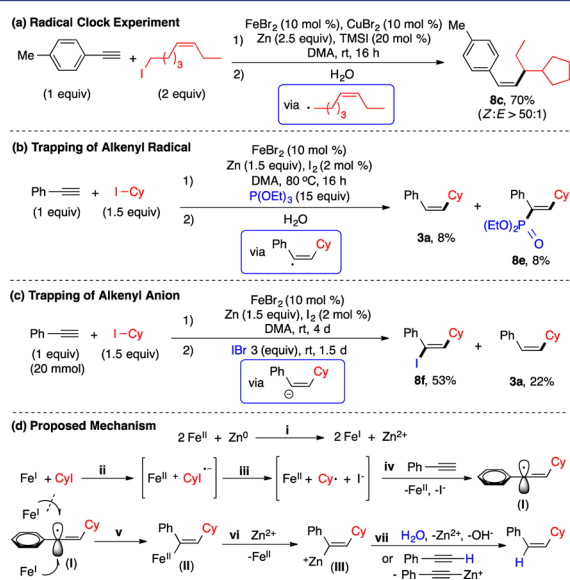 (a) Radical Clock Experiment
FeBr2 (10 mol %), CuBr2 (10 mol %)
1) Zn (2.5 equiv), TMSI (20 mol %)
DMA, rt, 16 h
2) H2O
Me
+
I
3
(1 equiv)
(2 equiv)
via • 3
8c, 70%
(Z:E > 50:1)
Me
(b) Trapping of Alkenyl Radical
FeBr2 (10 mol %)
Zn (1.5 equiv), I2 (2 mol %)
1) DMA, 80 ºC, 16 h
P(OEt)3 (15 equiv)
2) H2O
Ph + I–Cy
(1 equiv) (1.5 equiv)
via Ph Cy •
Ph Cy
3a, 8%
+
Ph Cy
(EtO)2P
O
8e, 8%
(c) Trapping of Alkenyl Anion
FeBr2 (10 mol %)
1) Zn (1.5 equiv), I2 (2 mol %)
DMA, rt, 4 d
2) IBr 3 (equiv), rt, 1.5 d
Ph + I–Cy
(1 equiv) (1.5 equiv)
(20 mmol)
via Ph Cy ⊖
Ph Cy
I
8f, 53%
+
Ph Cy
3a, 22%
(d) Proposed Mechanism
2 FeII + Zn0 i 2 FeI + Zn2+
FeI + CyI ii [FeII + CyI•−] iii [FeII + Cy• + I-] iv Ph
-FeII, -I-
Cy
(I)
FeI
Cy
(I)
FeI
v
Ph Cy
FeII
(II)
vi Zn2+
-FeII
Ph Cy
+Zn
(III)
vii H2O, -Zn2+, -OH-
or Ph H
- Ph Zn+
Ph Cy
H